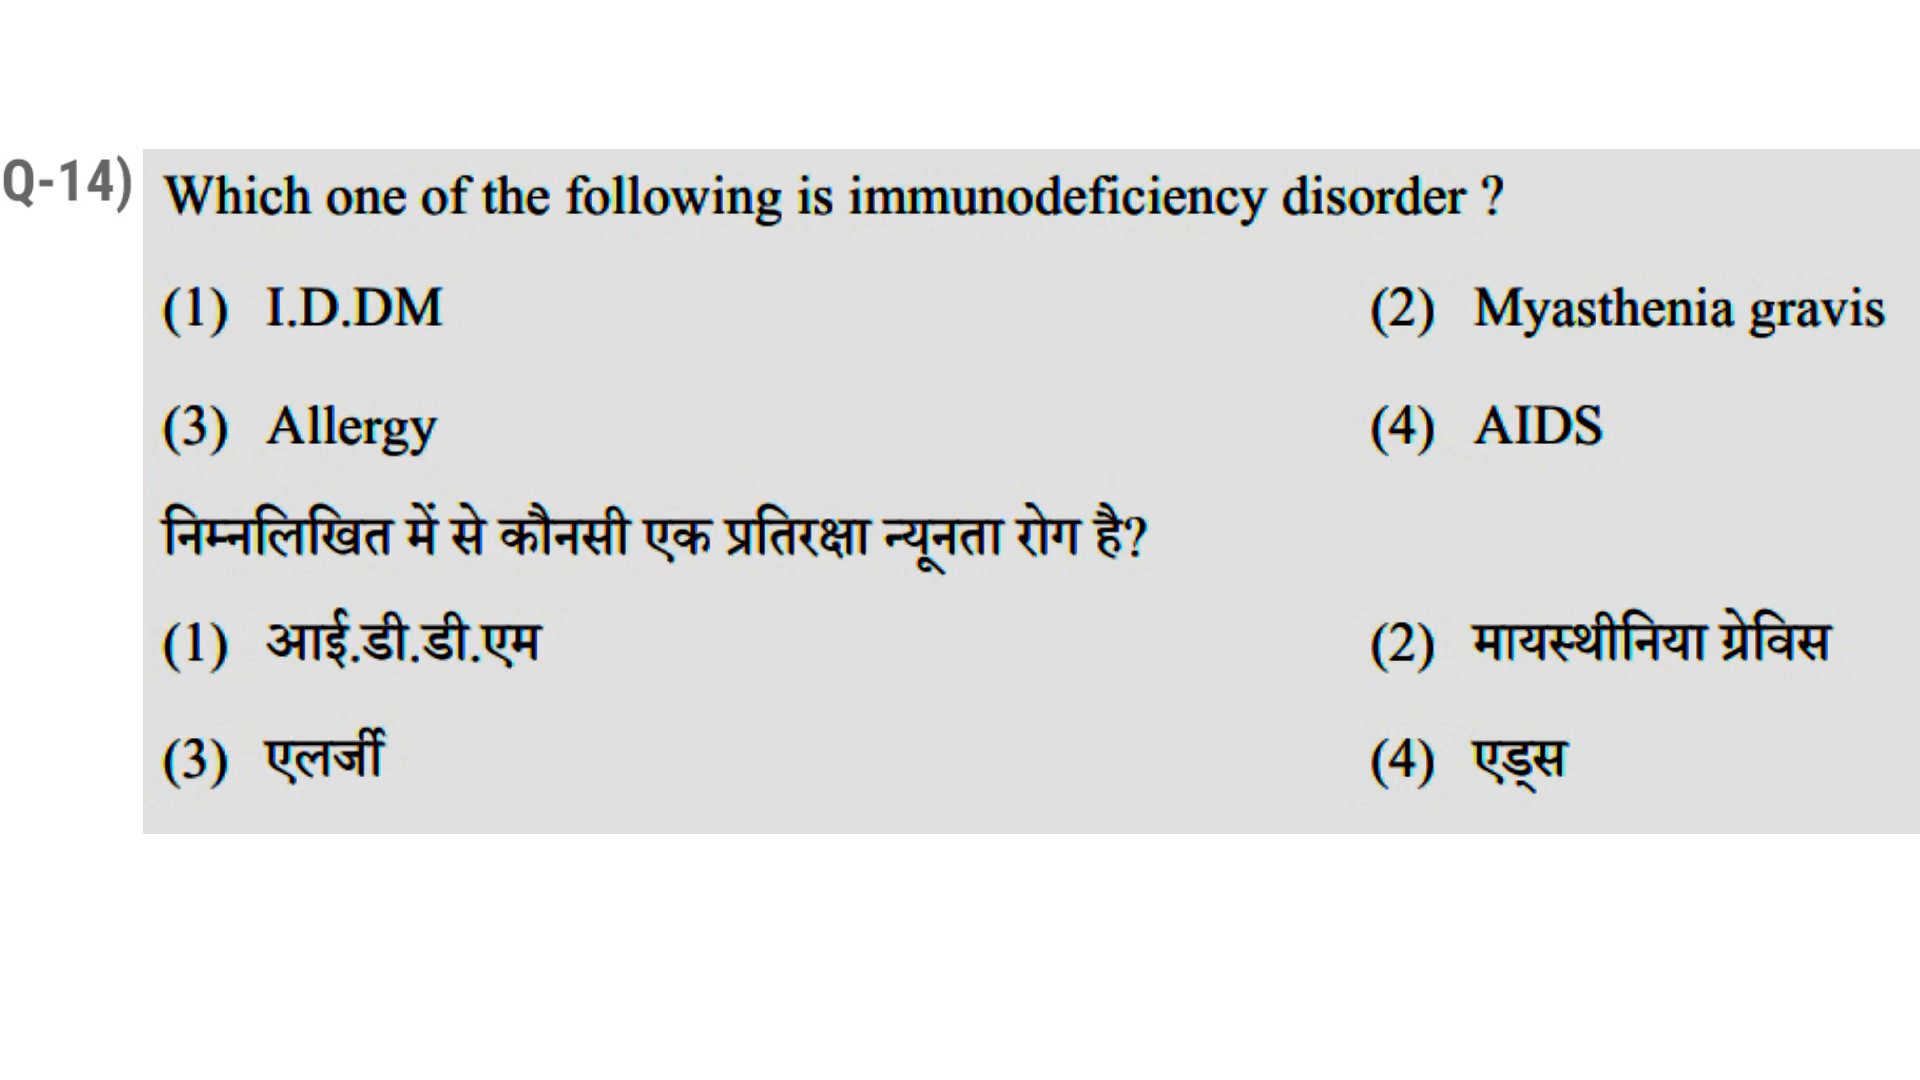 Q-14) Which one of the following is immunodeficiency disorder ?
(1) I.D.DM (2) Myasthenia gravis
(3) Allergy (4) AIDS
निम्नलिखित में से कौनसी एक प्रतिरक्षा न्यूनता रोग है?
(1) आई.डी.डी.एम (2) मायस्थीनिया ग्रेविस
(3) एलर्जी (4) एड्स